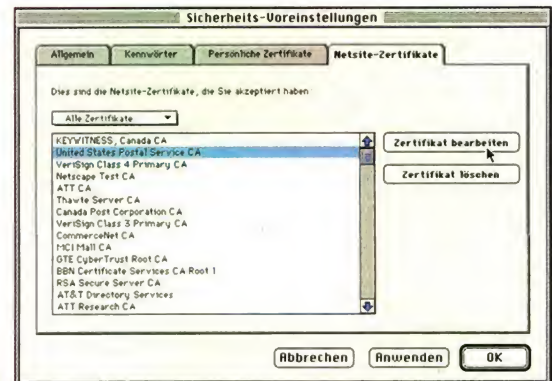 Sicherheits-Voreinstellungen
Allgemein Kennwörter Persönliche Zertifikate Netsite-Zertifikate
Dies sind die Netsite-Zertifikate, die Sie akzeptiert haben:
Alle Zertifikate
KEYWITNESS, Canada CA
United States Postal Service CA
VeriSign Class 4 Primary CA
Netscape Test CA
ATT CA
Thawte Server CA
Canada Post Corporation CA
VeriSign Class 3 Primary CA
CommerceNet CA
MCI Mall CA
GTE CyberTrust Root CA
BBN Certificate Services CA Root 1
RSA Secure Server CA
AT&T Directory Services
ATT Research CA
Zertifikat bearbeiten
Zertifikat löschen
Abbrechen Anwenden OK